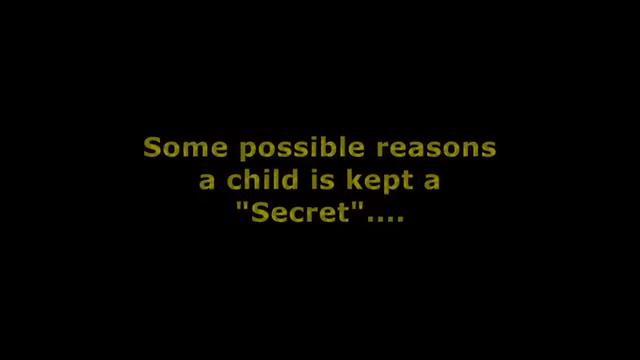 Some possible reasons
a child is kept a
"Secret"....